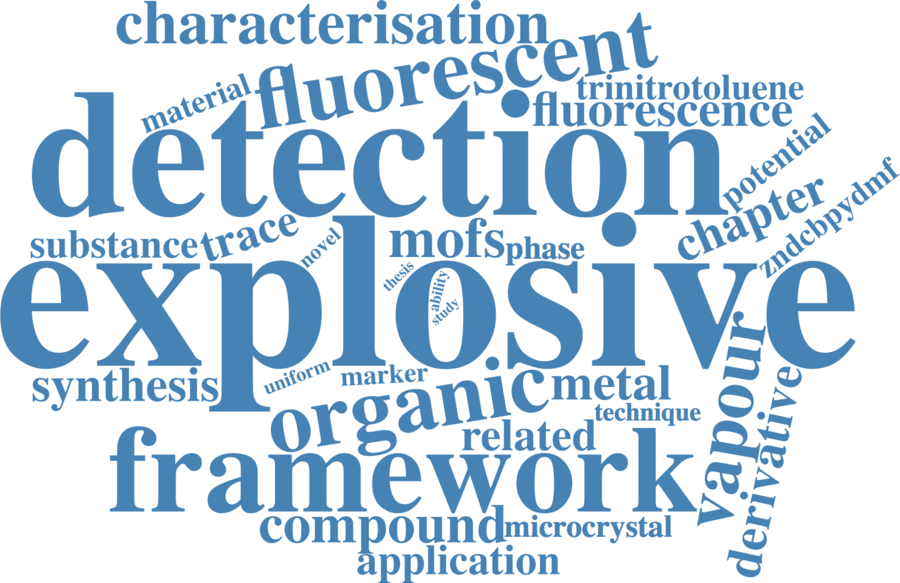 characterisation
fluorescent
material
trinitrotoluene
fluorescence
detection
potential
substance
trace
novel
mofs
phase
chapter
zndcbpydmf
thesis
ability
study
explosive
synthesis
uniform
marker
organic
metal
technique
vapour
derivative
related
framework
compound
microcrystal
application